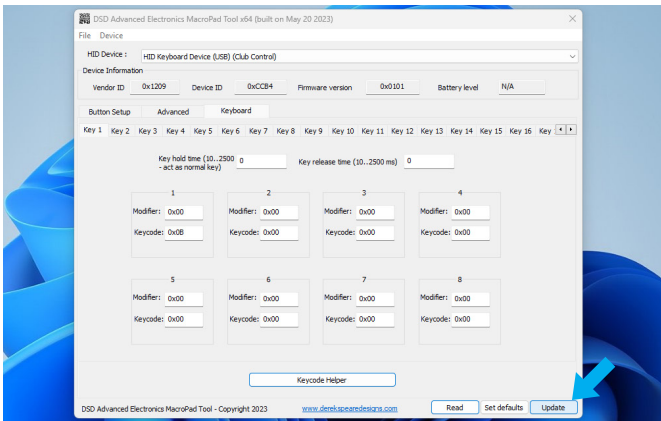 DSD Advanced Electronics MacroPad Tool x64 (built on May 20 2023)
File Device
HID Device : HID Keyboard Device (USB) (Club Control)
Device Information
Vendor ID 0x1209 Device ID 0xCCB4 Firmware version 0x0101 Battery level N/A
Button Setup Advanced Keyboard
Key 1 Key 2 Key 3 Key 4 Key 5 Key 6 Key 7 Key 8 Key 9 Key 10 Key 11 Key 12 Key 13 Key 14 Key 15 Key 16 Key
Key hold time (10..2500 0 Key release time (10..2500 ms) 0
- act as normal key)
1 2 3 4
Modifier: 0x00 Modifier: 0x00 Modifier: 0x00 Modifier: 0x00
Keycode: 0x0B Keycode: 0x00 Keycode: 0x00 Keycode: 0x00
5 6 7 8
Modifier: 0x00 Modifier: 0x00 Modifier: 0x00 Modifier: 0x00
Keycode: 0x00 Keycode: 0x00 Keycode: 0x00 Keycode: 0x00
Keycode Helper
DSD Advanced Electronics MacroPad Tool - Copyright 2023 www.derekspearedesigns.com Read Set defaults Update